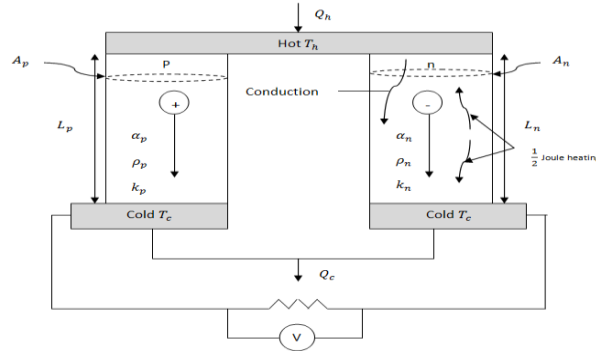 Q_h
Hot T_h
A_p
P
n
A_n
Conduction
+
-
L_p
L_n
α_p
α_n
ρ_p
ρ_n
½ Joule heatin
k_p
k_n
Cold T_c
Cold T_c
Q_c
V